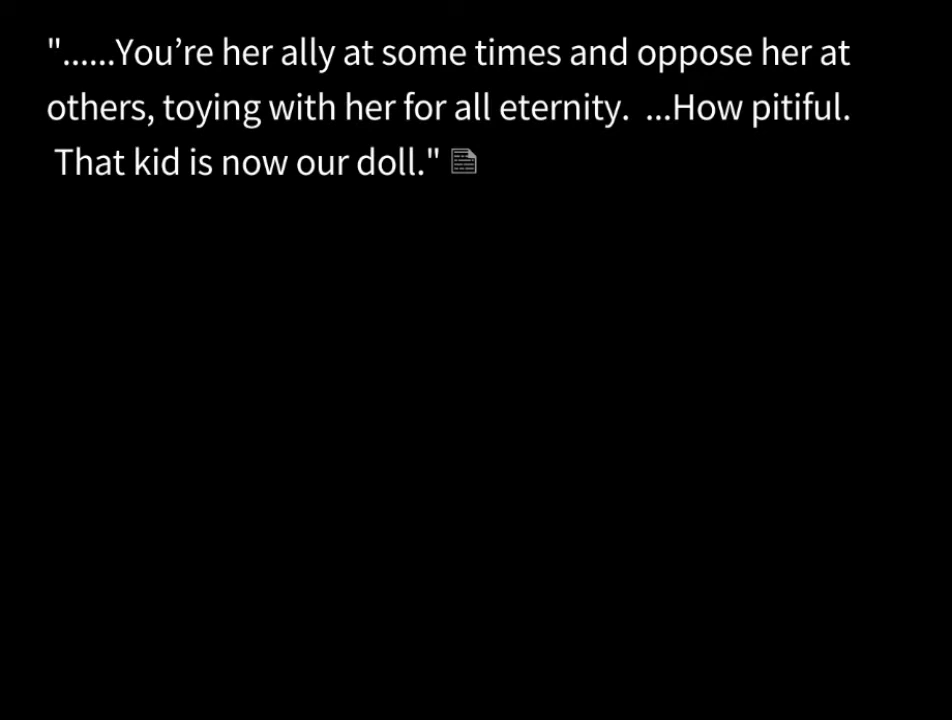 "......You’re her ally at some times and oppose her at
others, toying with her for all eternity.  ...How pitiful.
That kid is now our doll."